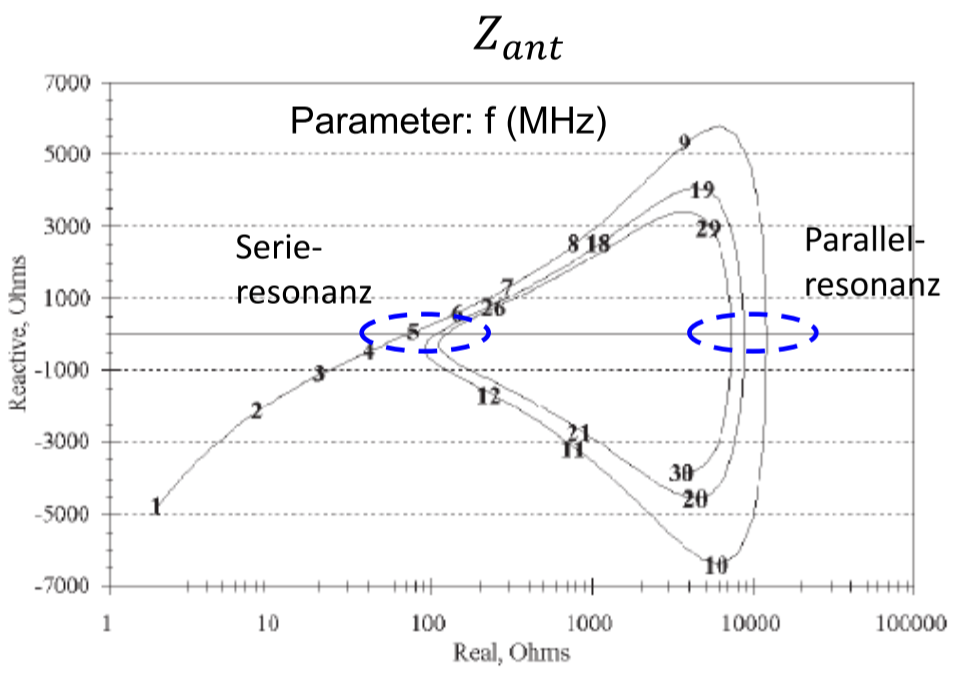 Z_ant
Parameter: f (MHz)
7000
5000
3000
1000
-1000
-3000
-5000
-7000
Reactive, Ohms
Serie-
resonanz
Parallel-
resonanz
9
19
29
8 18
7
6 26
5
4
3
2
1
12
21
11
30
20
10
1 10 100 1000 10000 100000
Real, Ohms